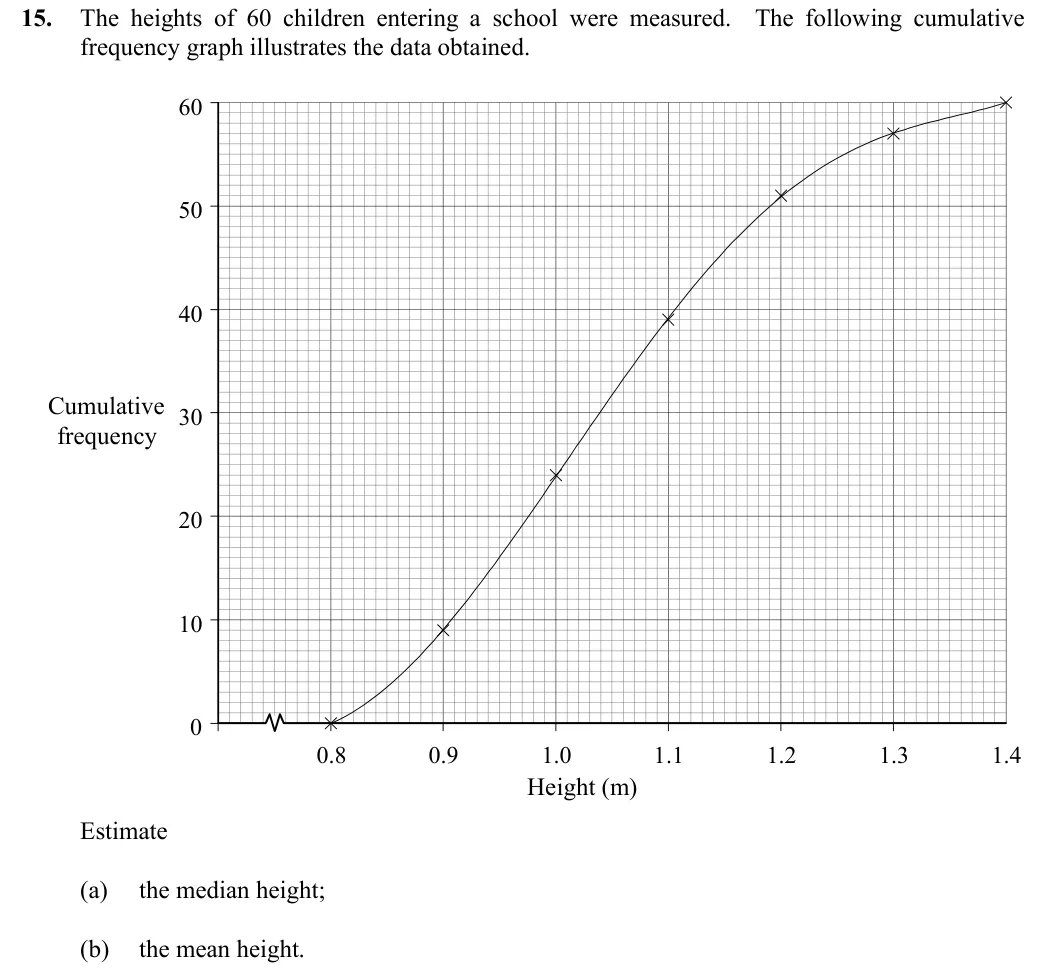 15. The heights of 60 children entering a school were measured. The following cumulative
frequency graph illustrates the data obtained.
60
50
40
Cumulative
frequency
30
20
10
0
0.8 0.9 1.0 1.1 1.2 1.3 1.4
Height (m)
Estimate
(a) the median height;
(b) the mean height.